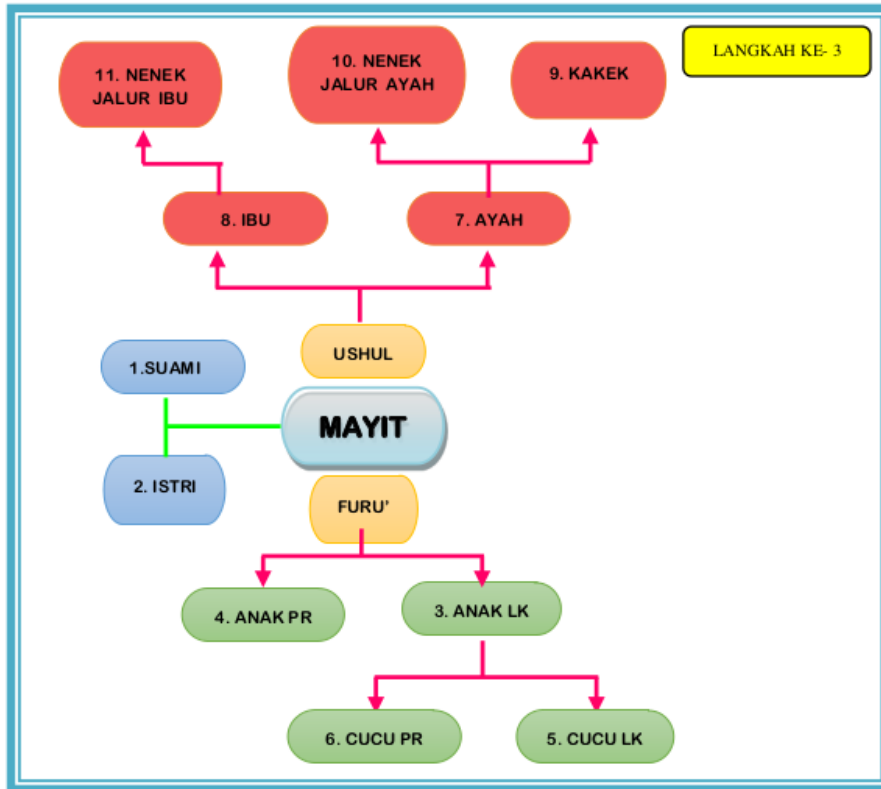 LANGKAH KE- 3
11. NENEK
JALUR IBU
10. NENEK
JALUR AYAH
9. KAKEK
8. IBU
7. AYAH
USHUL
1.SUAMI
MAYIT
2. ISTRI
FURU’
4. ANAK PR
3. ANAK LK
6. CUCU PR
5. CUCU LK